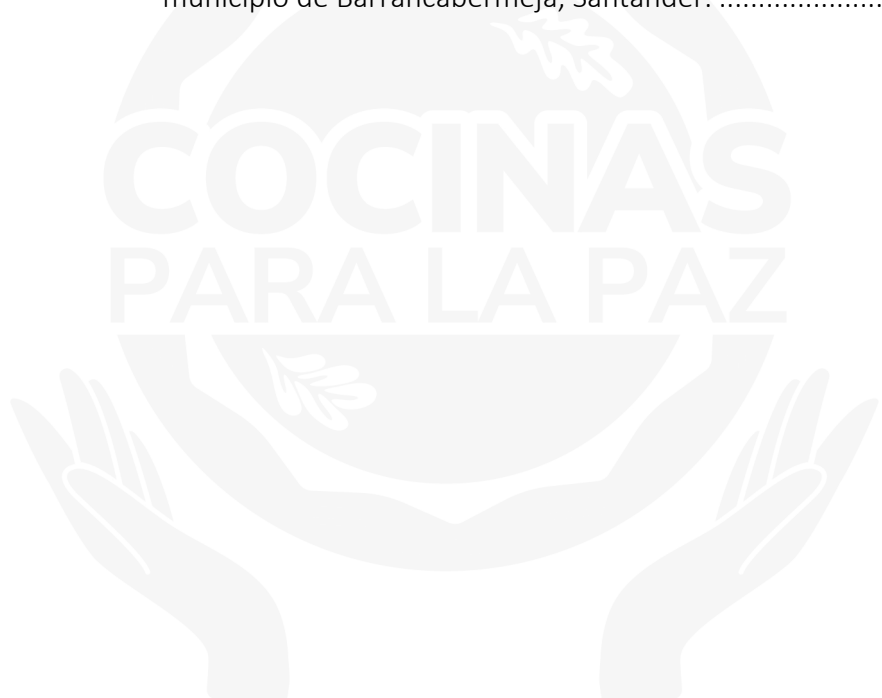 municipio de Barrancabermeja, Santander. .....................
COCINAS
PARA LA PAZ